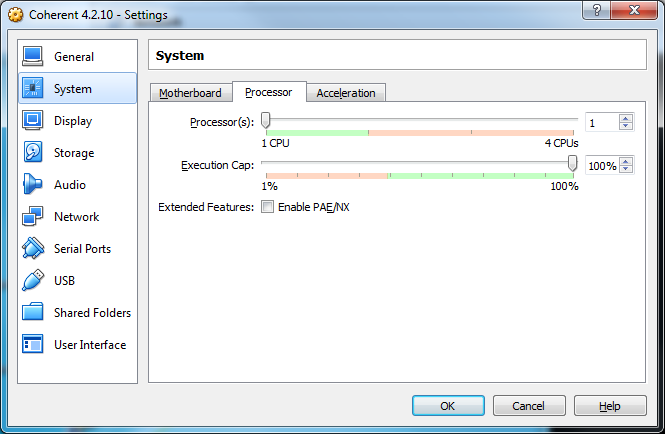 Coherent 4.2.10 - Settings
General
System
Display
Storage
Audio
Network
Serial Ports
USB
Shared Folders
User Interface
System
Motherboard Processor Acceleration
Processor(s): 1
1 CPU 4 CPUs
Execution Cap: 100%
1% 100%
Extended Features: Enable PAE/NX
OK Cancel Help